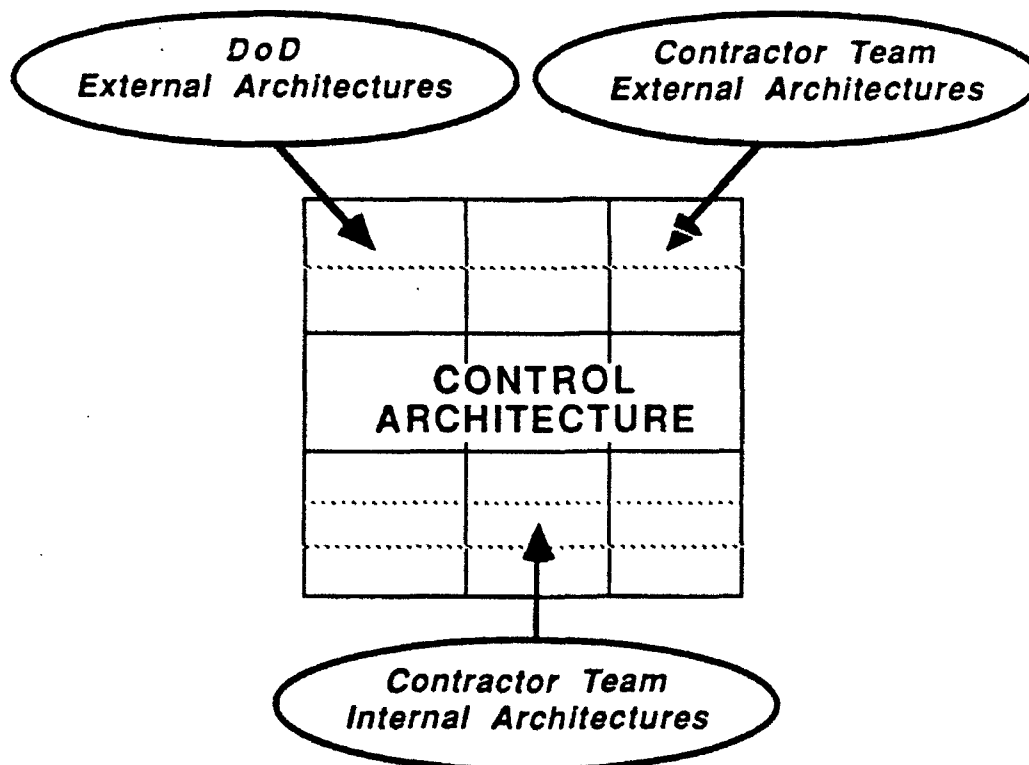 DoD
External Architectures
Contractor Team
External Architectures
CONTROL
ARCHITECTURE
Contractor Team
Internal Architectures